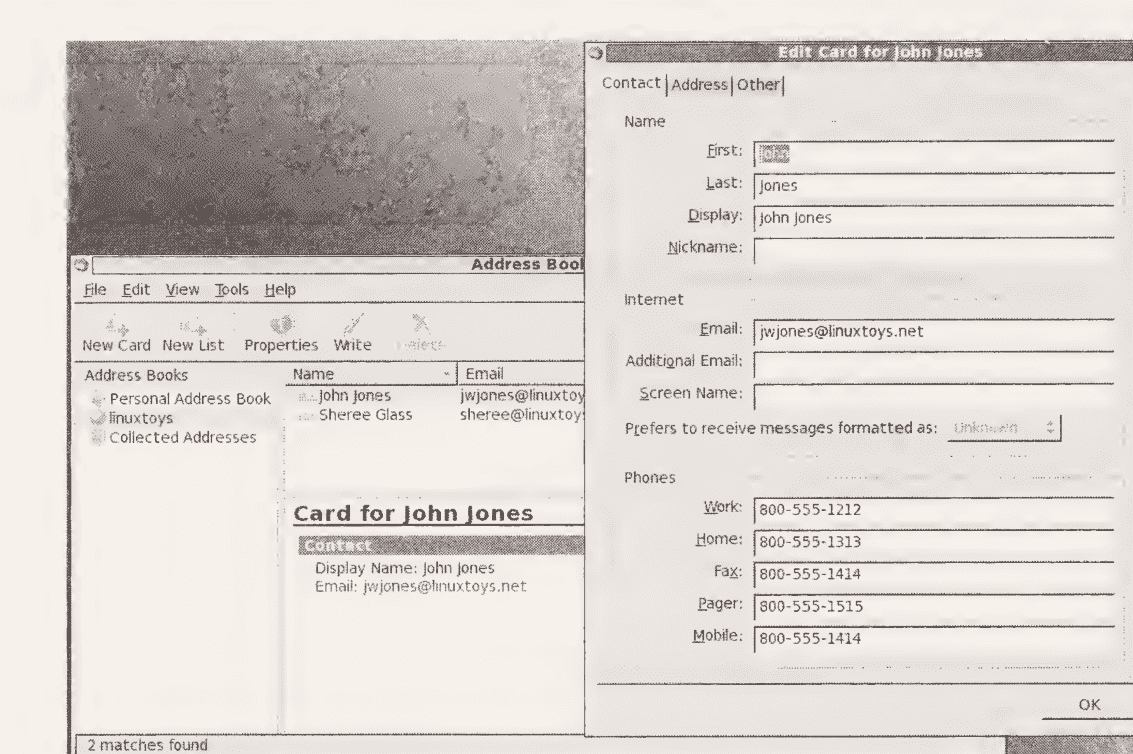 Edit Card for John Jones
Contact Address Other
Name
First: John
Last: Jones
Display: John Jones
Nickname:
Internet
Email: jwjones@linuxtoys.net
Additional Email:
Screen Name:
Prefers to receive messages formatted as: Unknown
Phones
Work: 800-555-1212
Home: 800-555-1313
Fax: 800-555-1414
Pager: 800-555-1515
Mobile: 800-555-1414
OK
Address Boo
File Edit View Tools Help
New Card New List Properties Write Delete
Address Books
Personal Address Book
linuxtoys
Collected Addresses
Name Email
John Jones jwjones@linuxtoy
Sheree Glass sheree@linuxtoy
Card for John Jones
Contact
Display Name: John Jones
Email: jwjones@linuxtoys.net
2 matches found